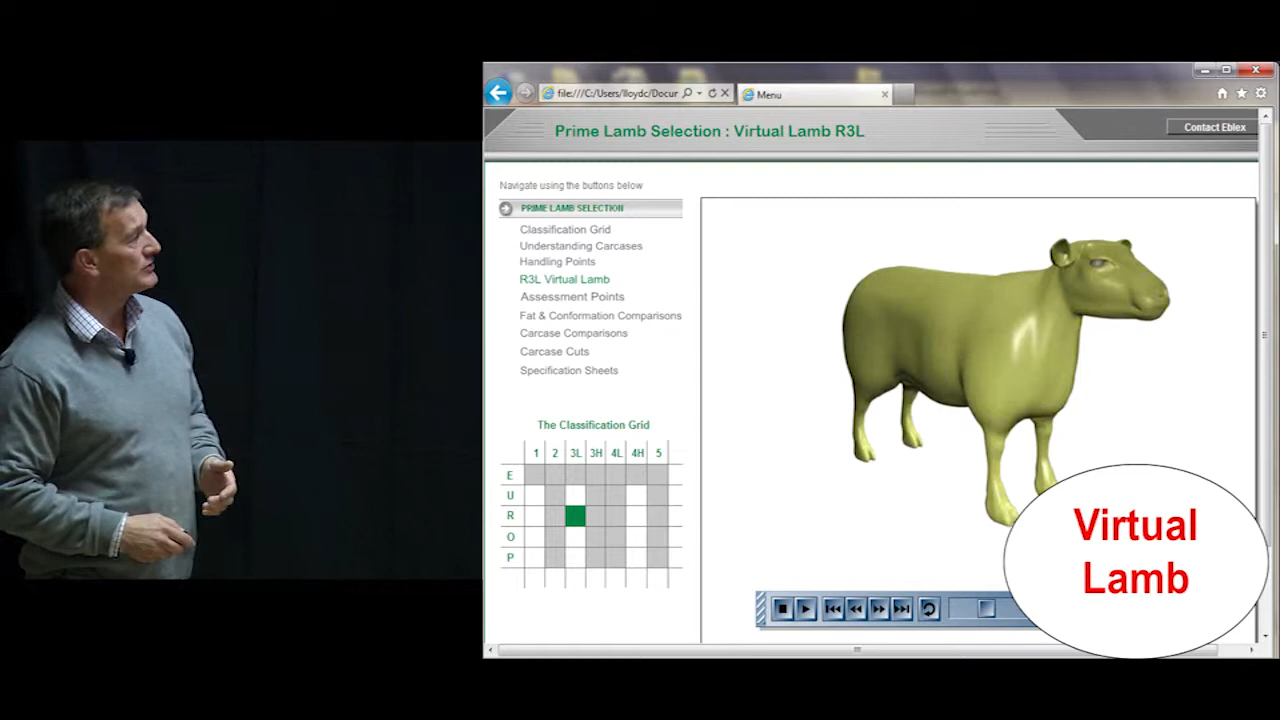 file:///C:/Users/lloydc/Docur
Menu
Prime Lamb Selection : Virtual Lamb R3L
Contact Eblex
Navigate using the buttons below
PRIME LAMB SELECTION
Classification Grid
Understanding Carcases
Handling Points
R3L Virtual Lamb
Assessment Points
Fat & Conformation Comparisons
Carcase Comparisons
Carcase Cuts
Specification Sheets
The Classification Grid
1 2 3L 3H 4L 4H 5
E
U
R
O
P
Virtual
Lamb